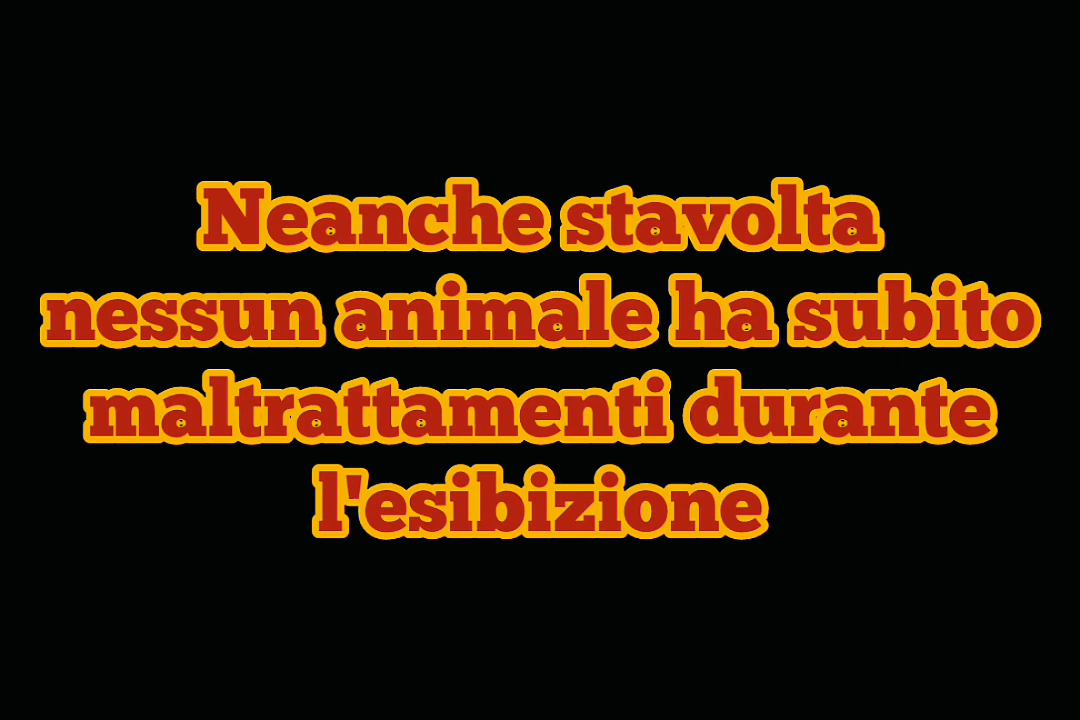 Neanche stavolta
nessun animale ha subito
maltrattamenti durante
l'esibizione